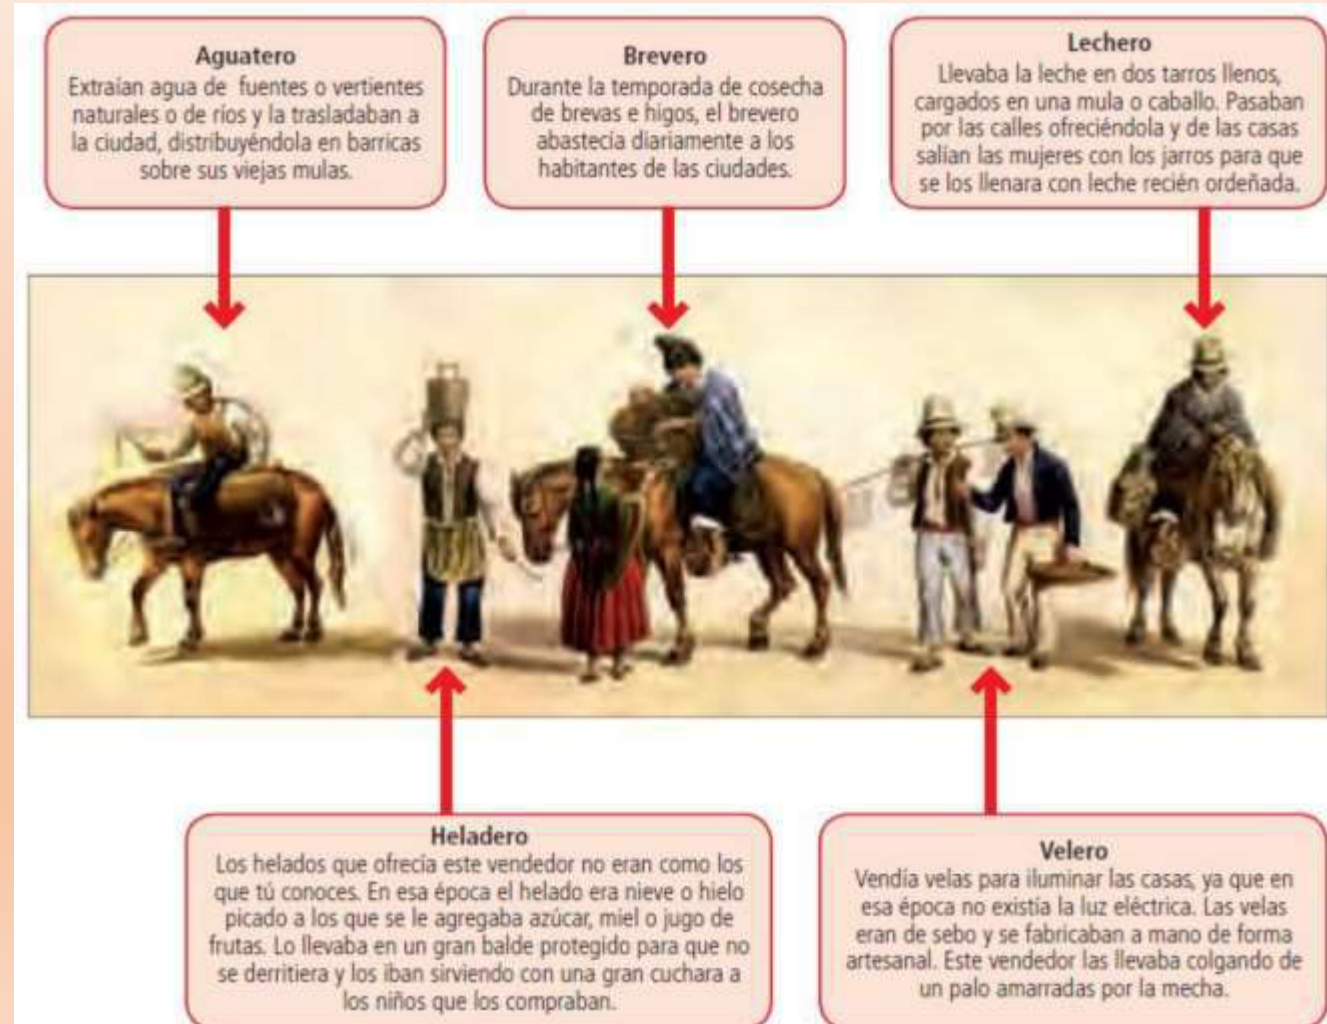 Aguatero
Extraían agua de fuentes o vertientes
naturales o de ríos y la trasladaban a
la ciudad, distribuyéndola en barricas
sobre sus viejas mulas.
Brevero
Durante la temporada de cosecha
de brevas e higos, el brevero
abastecía diariamente a los
habitantes de las ciudades.
Lechero
Llevaba la leche en dos tarros llenos,
cargados en una mula o caballo. Pasaban
por las calles ofreciéndola y de las casas
salían las mujeres con los jarros para que
se los llenara con leche recién ordeñada.
Heladero
Los helados que ofrecía este vendedor no eran como los
que tú conoces. En esa época el helado era nieve o hielo
picado a los que se le agregaba azúcar, miel o jugo de
frutas. Lo llevaba en un gran balde protegido para que no
se derritiera y los iban sirviendo con una gran cuchara a
los niños que los compraban.
Velero
Vendía velas para iluminar las casas, ya que en
esa época no existía la luz eléctrica. Las velas
eran de sebo y se fabricaban a mano de forma
artesanal. Este vendedor las llevaba colgando de
un palo amarradas por la mecha.